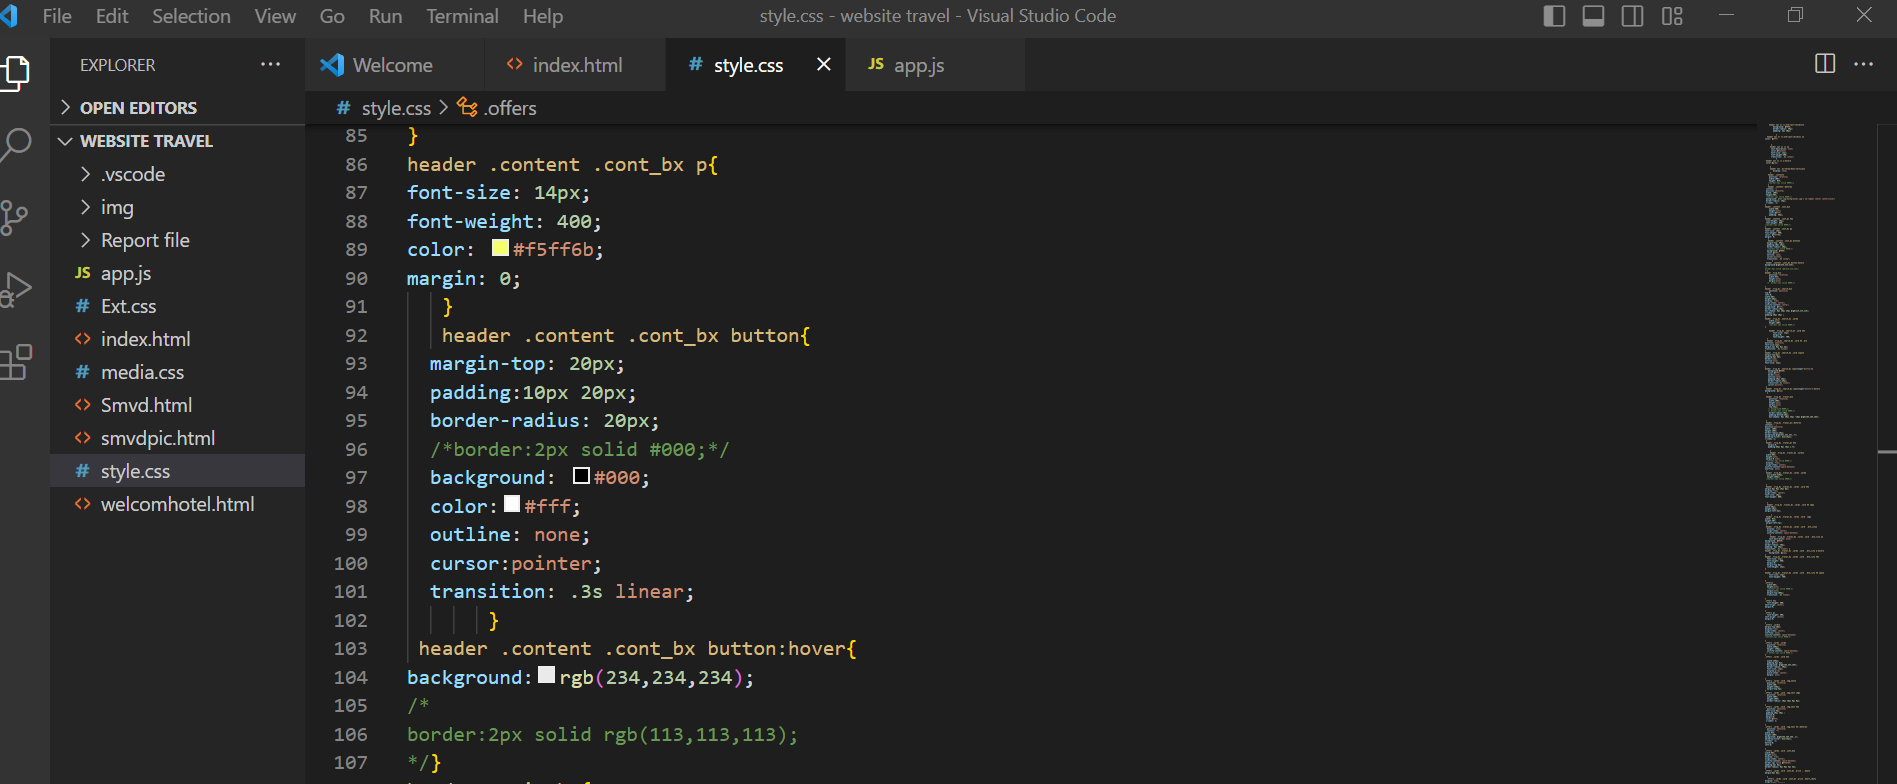 File Edit Selection View Go Run Terminal Help
style.css - website travel - Visual Studio Code
EXPLORER
OPEN EDITORS
WEBSITE TRAVEL
.vscode
img
Report file
JS app.js
# Ext.css
<> index.html
# media.css
<> Smvd.html
<> smvdpic.html
# style.css
<> welcomhotel.html
Welcome
<> index.html
# style.css
JS app.js
# style.css > .offers
85 }
86 header .content .cont_bx p{
87 font-size: 14px;
88 font-weight: 400;
89 color: #f5ff6b;
90 margin: 0;
91 }
92 header .content .cont_bx button{
93 margin-top: 20px;
94 padding:10px 20px;
95 border-radius: 20px;
96 /*border:2px solid #000;*/
97 background: #000;
98 color:#fff;
99 outline: none;
100 cursor:pointer;
101 transition: .3s linear;
102 }
103 header .content .cont_bx button:hover{
104 background:rgb(234,234,234);
105 /*
106 border:2px solid rgb(113,113,113);
107 */}